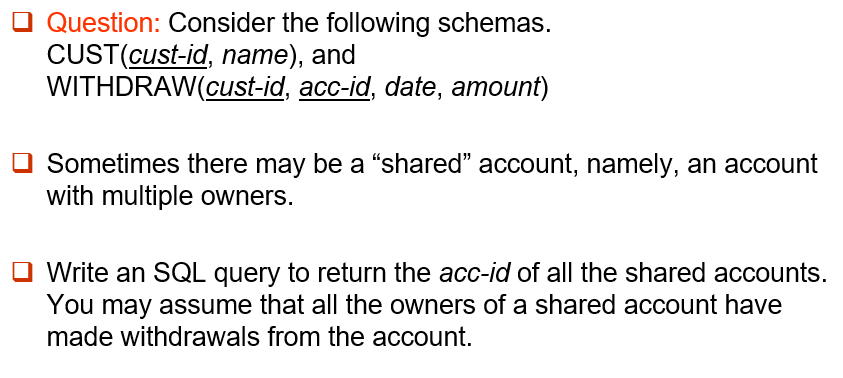 Question: Consider the following schemas.
CUST(cust-id, name), and
WITHDRAW(cust-id, acc-id, date, amount)
Sometimes there may be a “shared” account, namely, an account
with multiple owners.
Write an SQL query to return the acc-id of all the shared accounts.
You may assume that all the owners of a shared account have
made withdrawals from the account.